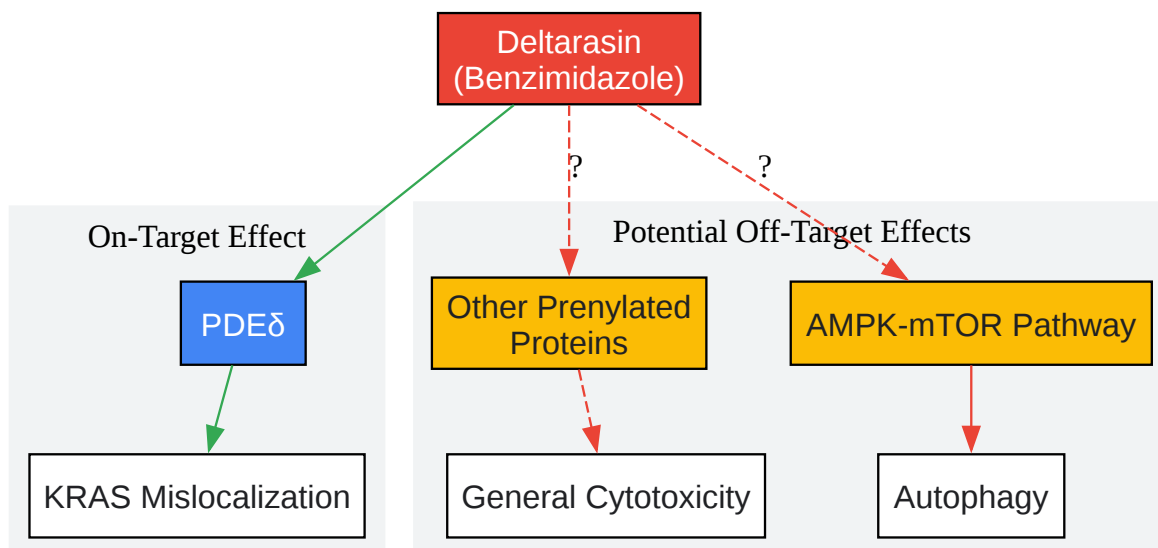 Deltarasin
(Benzimidazole)
?
?
On-Target Effect
Potential Off-Target Effects
PDEδ
Other Prenylated
Proteins
AMPK-mTOR Pathway
KRAS Mislocalization
General Cytotoxicity
Autophagy